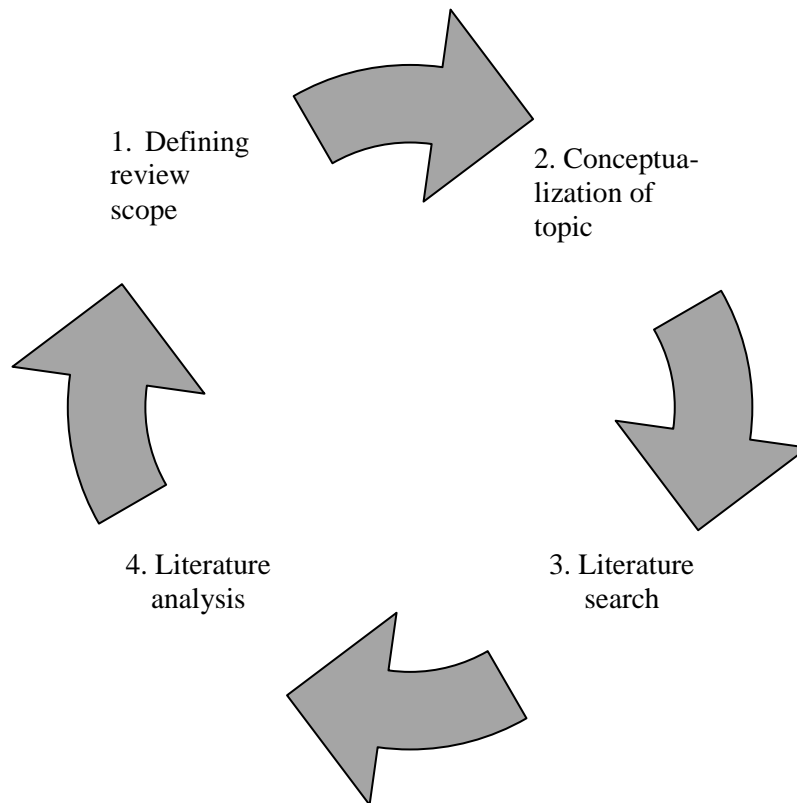 1. Defining
review
scope
2. Conceptua-
lization of
topic
3. Literature
search
4. Literature
analysis